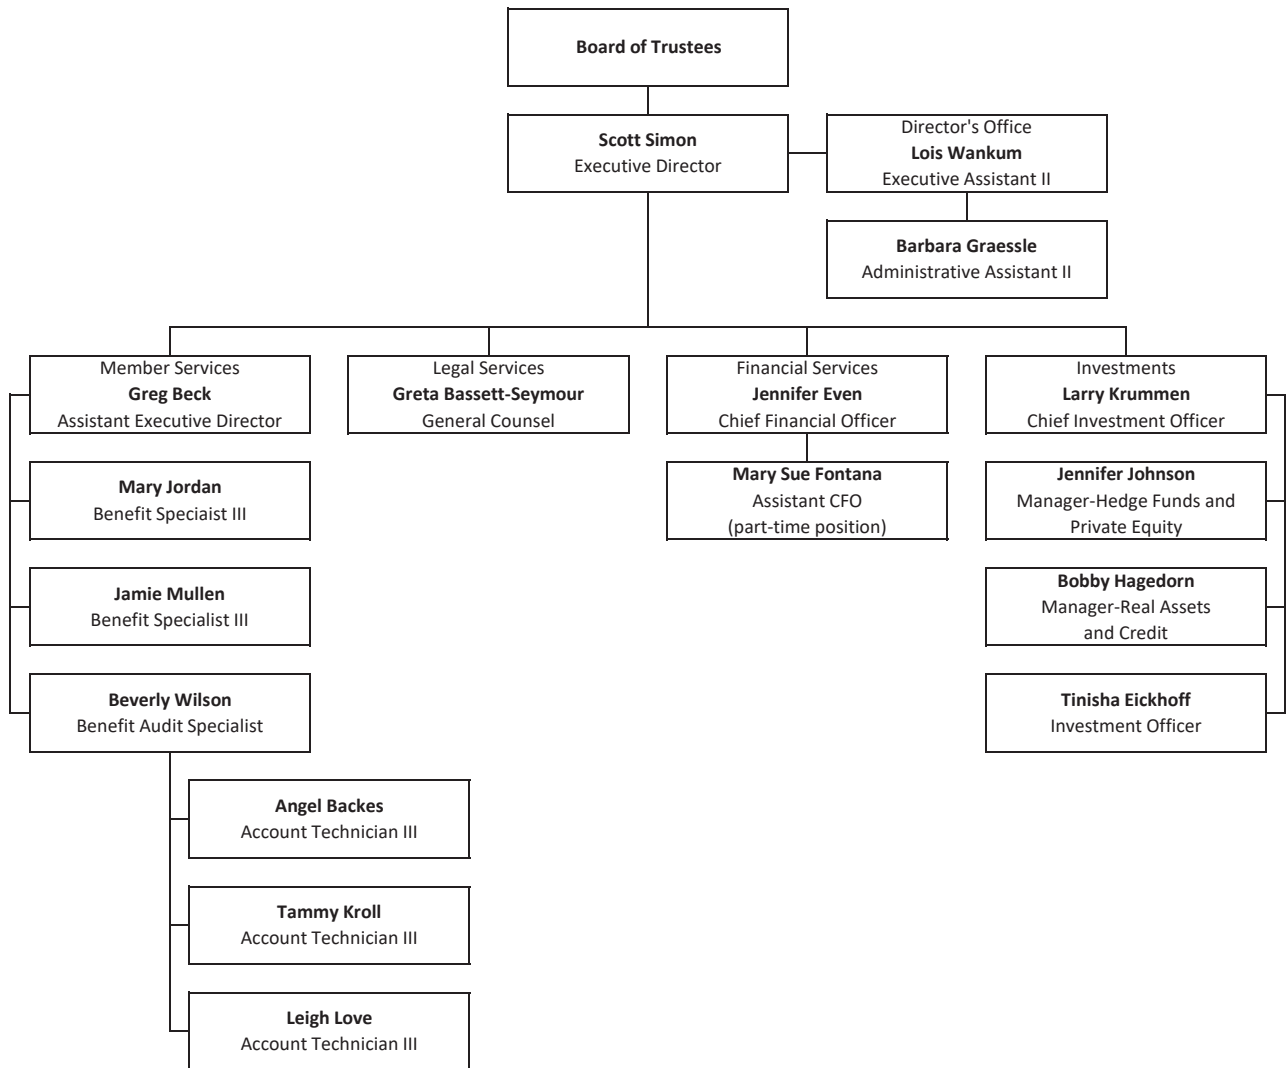 Board of Trustees
Scott Simon
Executive Director
Director's Office
Lois Wankum
Executive Assistant II
Barbara Graessle
Administrative Assistant II
Member Services
Greg Beck
Assistant Executive Director
Legal Services
Greta Bassett-Seymour
General Counsel
Financial Services
Jennifer Even
Chief Financial Officer
Investments
Larry Krummen
Chief Investment Officer
Mary Jordan
Benefit Speciaist III
Mary Sue Fontana
Assistant CFO
(part-time position)
Jennifer Johnson
Manager-Hedge Funds and
Private Equity
Jamie Mullen
Benefit Specialist III
Bobby Hagedorn
Manager-Real Assets
and Credit
Beverly Wilson
Benefit Audit Specialist
Tinisha Eickhoff
Investment Officer
Angel Backes
Account Technician III
Tammy Kroll
Account Technician III
Leigh Love
Account Technician III